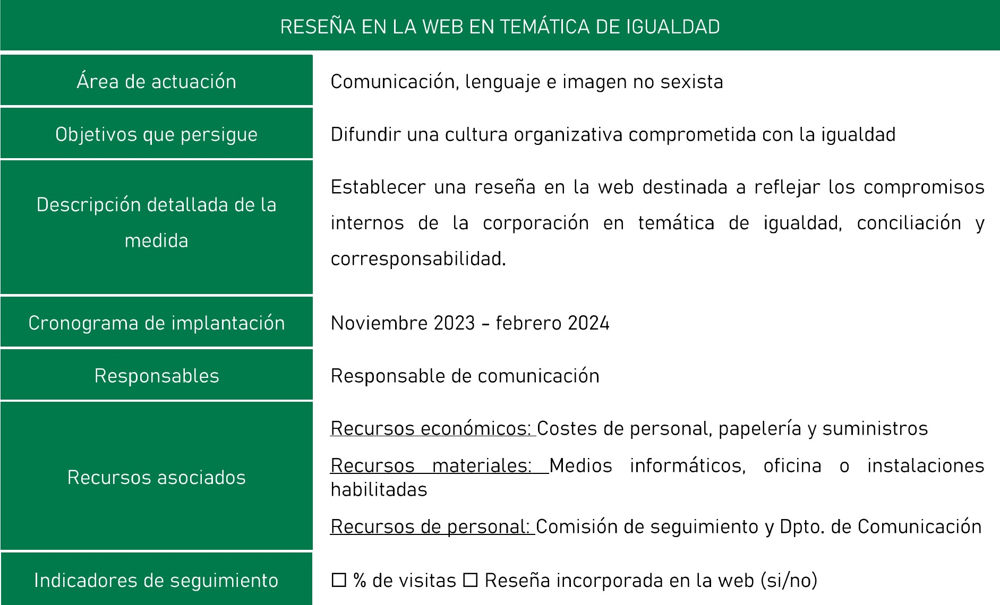 RESEÑA EN LA WEB EN TEMÁTICA DE IGUALDAD
Área de actuación
Comunicación, lenguaje e imagen no sexista
Objetivos que persigue
Difundir una cultura organizativa comprometida con la igualdad
Descripción detallada de la
medida
Establecer una reseña en la web destinada a reflejar los compromisos
internos de la corporación en temática de igualdad, conciliación y
corresponsabilidad.
Cronograma de implantación
Noviembre 2023 – febrero 2024
Responsables
Responsable de comunicación
Recursos asociados
Recursos económicos: Costes de personal, papelería y suministros
Recursos materiales: Medios informáticos, oficina o instalaciones
habilitadas
Recursos de personal: Comisión de seguimiento y Dpto. de Comunicación
Indicadores de seguimiento
☐ % de visitas ☐ Reseña incorporada en la web (si/no)